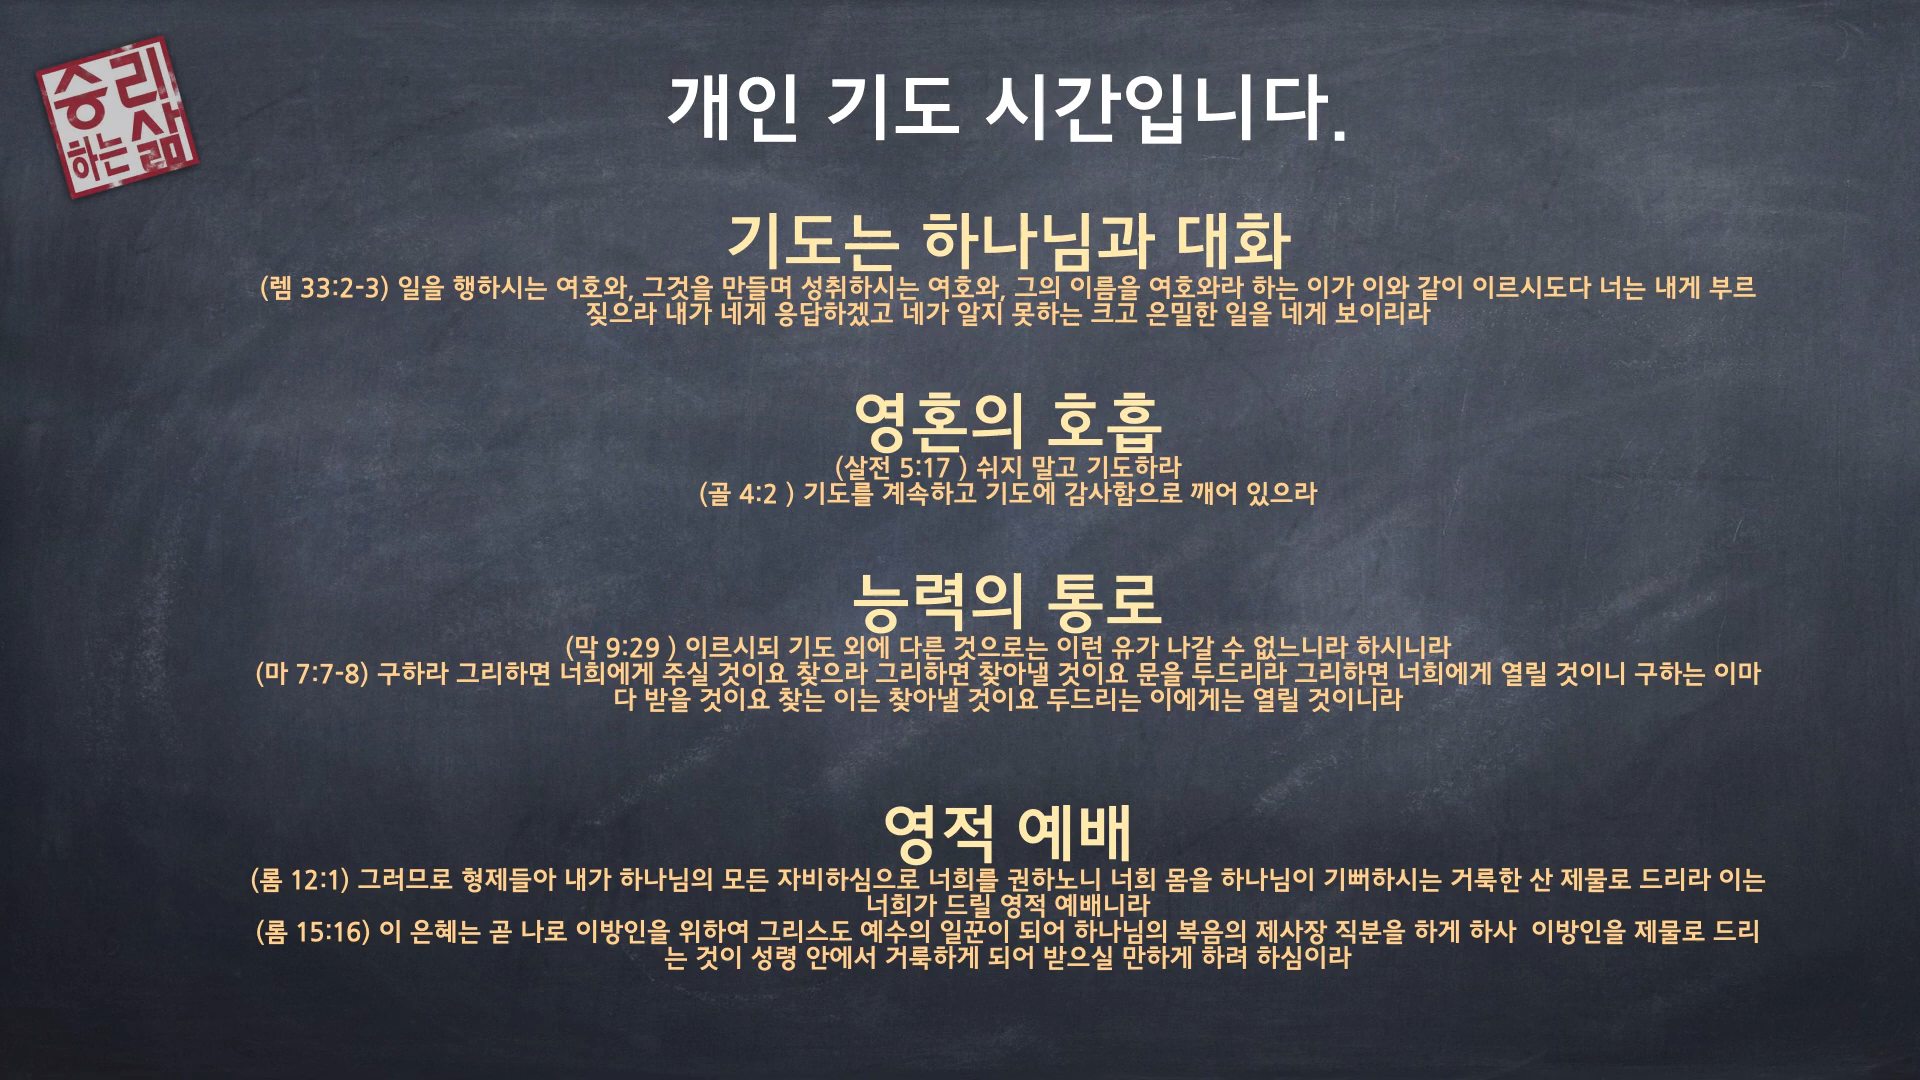 승리
하는 삶
개인 기도 시간입니다.
기도는 하나님과 대화
(렘 33:2-3) 일을 행하시는 여호와, 그것을 만들며 성취하시는 여호와, 그의 이름을 여호와라 하는 이가 이와 같이 이르시도다 너는 내게 부르
짖으라 내가 네게 응답하겠고 네가 알지 못하는 크고 은밀한 일을 네게 보이리라
영혼의 호흡
(살전 5:17 ) 쉬지 말고 기도하라
(골 4:2 ) 기도를 계속하고 기도에 감사함으로 깨어 있으라
능력의 통로
(막 9:29 ) 이르시되 기도 외에 다른 것으로는 이런 유가 나갈 수 없느니라 하시니라
(마 7:7-8) 구하라 그리하면 너희에게 주실 것이요 찾으라 그리하면 찾아낼 것이요 문을 두드리라 그리하면 너희에게 열릴 것이니 구하는 이마
다 받을 것이요 찾는 이는 찾아낼 것이요 두드리는 이에게는 열릴 것이니라
영적 예배
(롬 12:1) 그러므로 형제들아 내가 하나님의 모든 자비하심으로 너희를 권하노니 너희 몸을 하나님이 기뻐하시는 거룩한 산 제물로 드리라 이는
너희가 드릴 영적 예배니라
(롬 15:16) 이 은혜는 곧 나로 이방인을 위하여 그리스도 예수의 일꾼이 되어 하나님의 복음의 제사장 직분을 하게 하사  이방인을 제물로 드리
는 것이 성령 안에서 거룩하게 되어 받으실 만하게 하려 하심이라